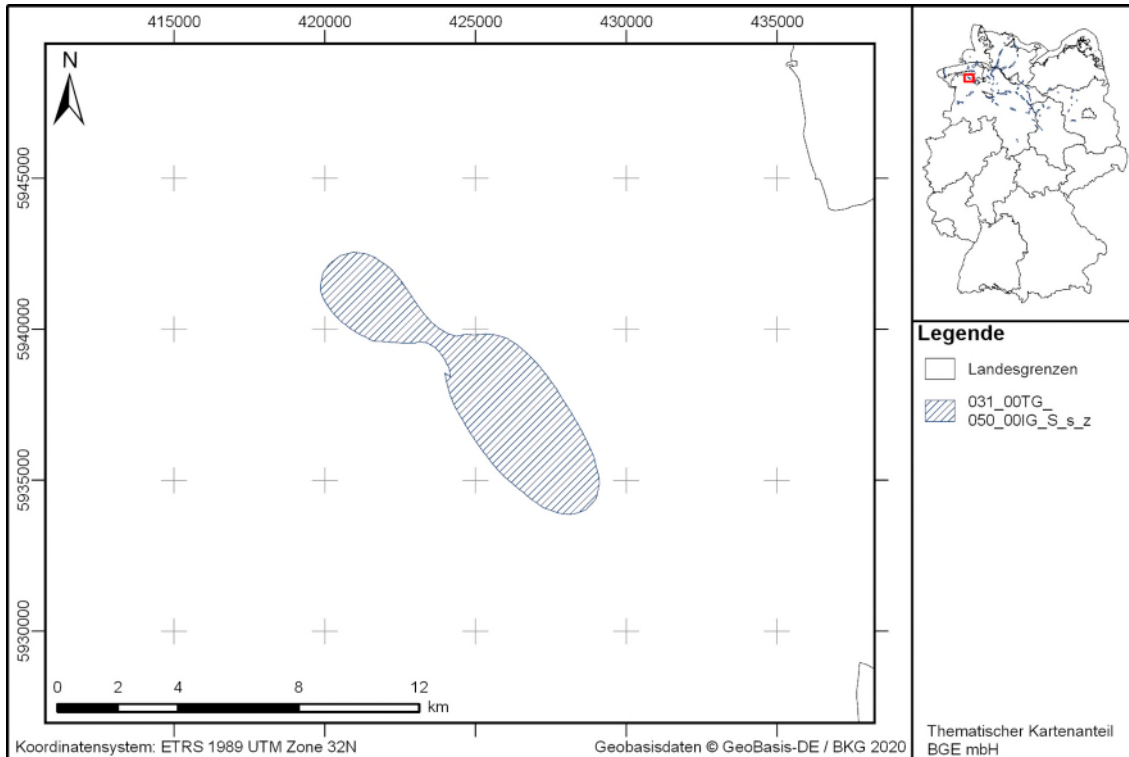 415000
420000
425000
430000
435000
N
5945000
5940000
5935000
5930000
0
2
4
8
12
km
Koordinatensystem: ETRS 1989 UTM Zone 32N
Geobasisdaten © GeoBasis-DE / BKG 2020
Legende
Landesgrenzen
031_00TG_
050_00IG_S_s_z
Thematischer Kartenanteil
BGE mbH